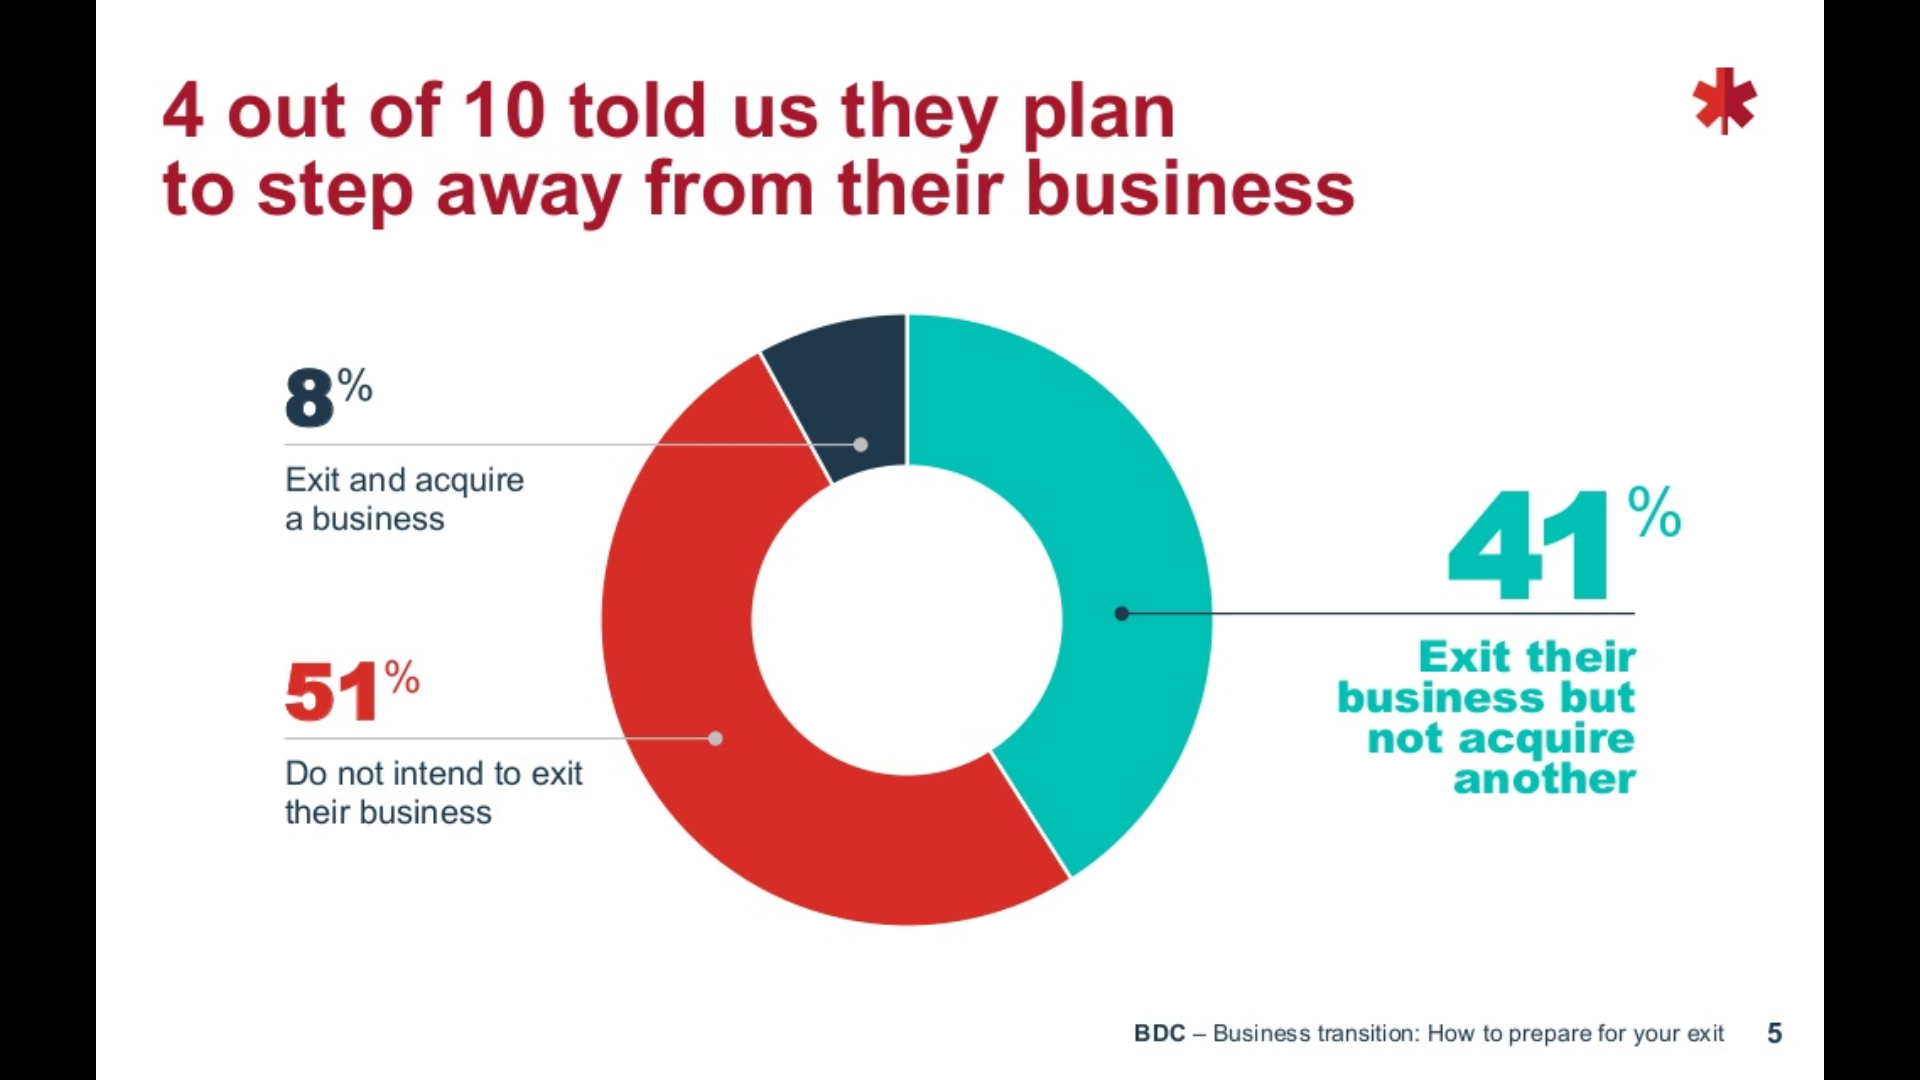 4 out of 10 told us they plan
to step away from their business
8%
Exit and acquire
a business
51%
Do not intend to exit
their business
41%
Exit their
business but
not acquire
another
BDC – Business transition: How to prepare for your exit 5